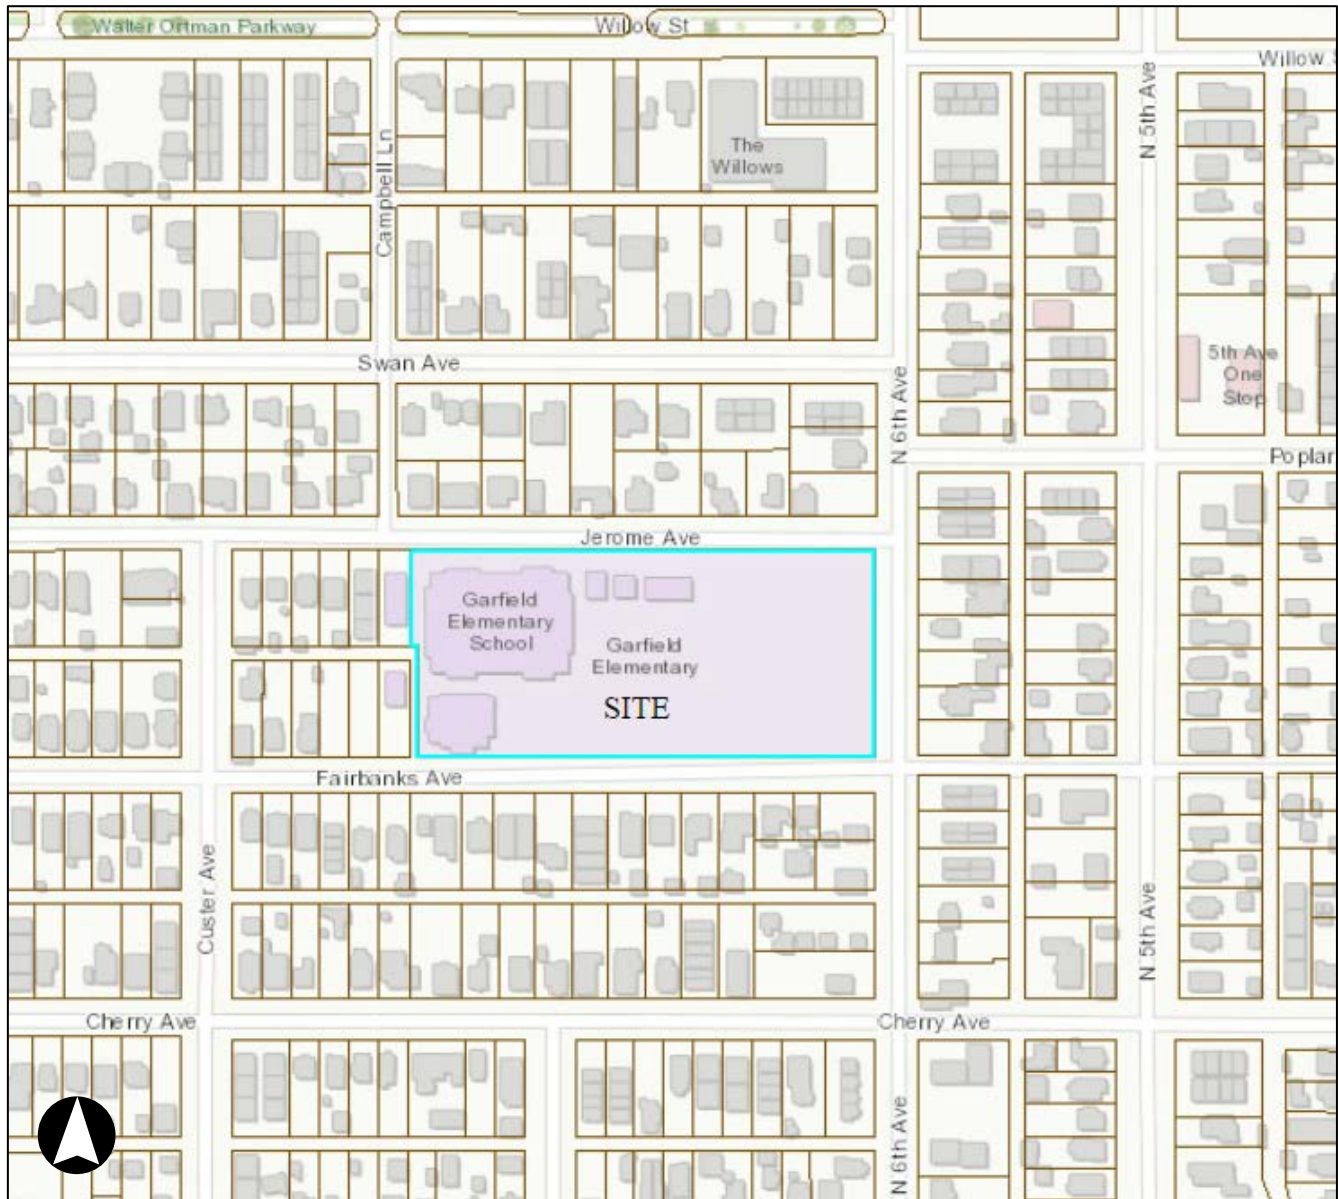 Walter Ortman Parkway
Willow St
Willow S
N 5th Ave
Campbell Ln
The
Willows
Swan Ave
5th Ave
One
Stop
N 6th Ave
Poplar
Jerome Ave
Garfield
Elementary
School
Garfield
Elementary
SITE
Fairbanks Ave
Custer Ave
N 5th Ave
Cherry Ave
Cherry Ave
N 6th Ave